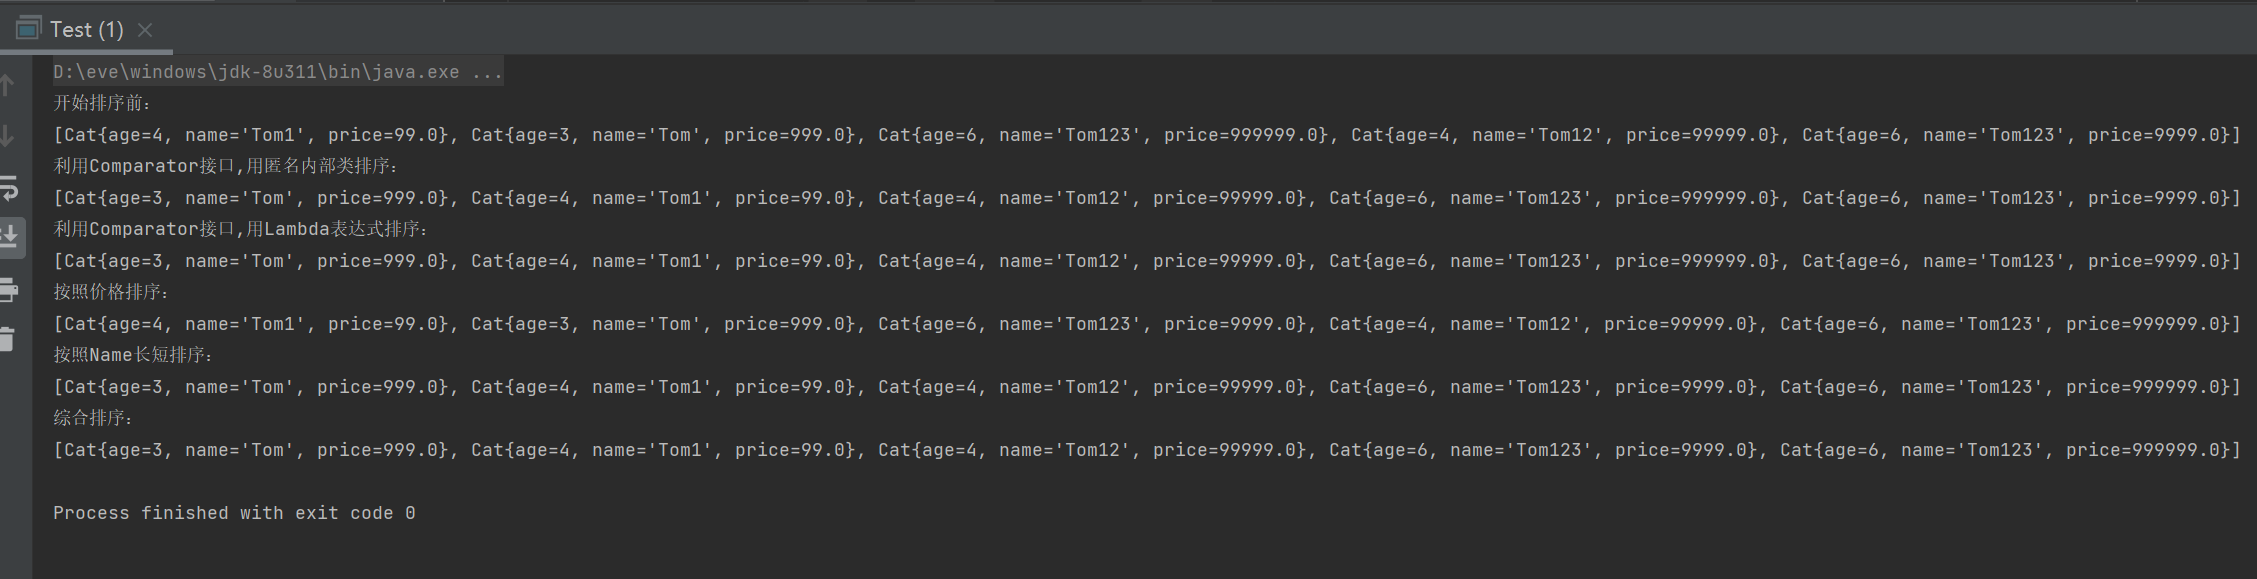 Test (1)
D:\eve\windows\jdk-8u311\bin\java.exe ...
开始排序前：
[Cat{age=4, name='Tom1', price=99.0}, Cat{age=3, name='Tom', price=999.0}, Cat{age=6, name='Tom123', price=999999.0}, Cat{age=4, name='Tom12', price=99999.0}, Cat{age=6, name='Tom123', price=9999.0}]
利用Comparator接口,用匿名内部类排序：
[Cat{age=3, name='Tom', price=999.0}, Cat{age=4, name='Tom1', price=99.0}, Cat{age=4, name='Tom12', price=99999.0}, Cat{age=6, name='Tom123', price=999999.0}, Cat{age=6, name='Tom123', price=9999.0}]
利用Comparator接口,用Lambda表达式排序：
[Cat{age=3, name='Tom', price=999.0}, Cat{age=4, name='Tom1', price=99.0}, Cat{age=4, name='Tom12', price=99999.0}, Cat{age=6, name='Tom123', price=999999.0}, Cat{age=6, name='Tom123', price=9999.0}]
按照价格排序：
[Cat{age=4, name='Tom1', price=99.0}, Cat{age=3, name='Tom', price=999.0}, Cat{age=6, name='Tom123', price=9999.0}, Cat{age=4, name='Tom12', price=99999.0}, Cat{age=6, name='Tom123', price=999999.0}]
按照Name长短排序：
[Cat{age=3, name='Tom', price=999.0}, Cat{age=4, name='Tom1', price=99.0}, Cat{age=4, name='Tom12', price=99999.0}, Cat{age=6, name='Tom123', price=9999.0}, Cat{age=6, name='Tom123', price=999999.0}]
综合排序：
[Cat{age=3, name='Tom', price=999.0}, Cat{age=4, name='Tom1', price=99.0}, Cat{age=4, name='Tom12', price=99999.0}, Cat{age=6, name='Tom123', price=9999.0}, Cat{age=6, name='Tom123', price=999999.0}]
Process finished with exit code 0